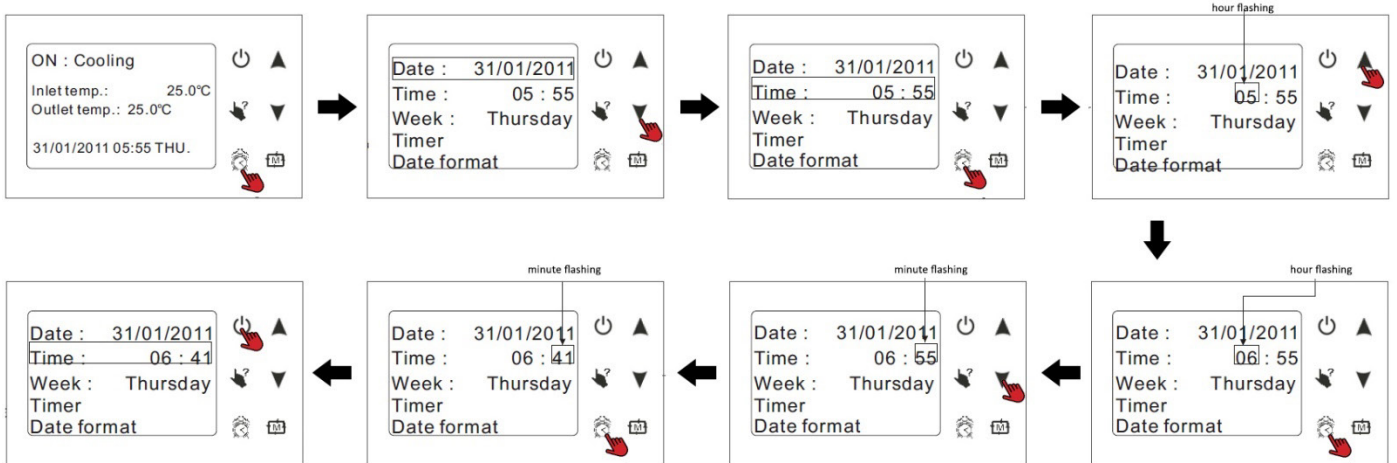 ON : Cooling
Inlet temp.: 25.0℃
Outlet temp.: 25.0℃
31/01/2011 05:55 THU.
?
M
Date : 31/01/2011
Time : 05 : 55
Week : Thursday
Timer
Date format
?
M
Date : 31/01/2011
Time : 05 : 55
Week : Thursday
Timer
Date format
?
M
hour flashing
Date : 31/01/2011
Time : 05 : 55
Week : Thursday
Timer
Date format
?
M
Date : 31/01/2011
Time : 06 : 41
Week : Thursday
Timer
Date format
?
M
minute flashing
Date : 31/01/2011
Time : 06 : 41
Week : Thursday
Timer
Date format
?
M
minute flashing
Date : 31/01/2011
Time : 06 : 55
Week : Thursday
Timer
Date format
?
M
hour flashing
Date : 31/01/2011
Time : 06 : 55
Week : Thursday
Timer
Date format
?
M